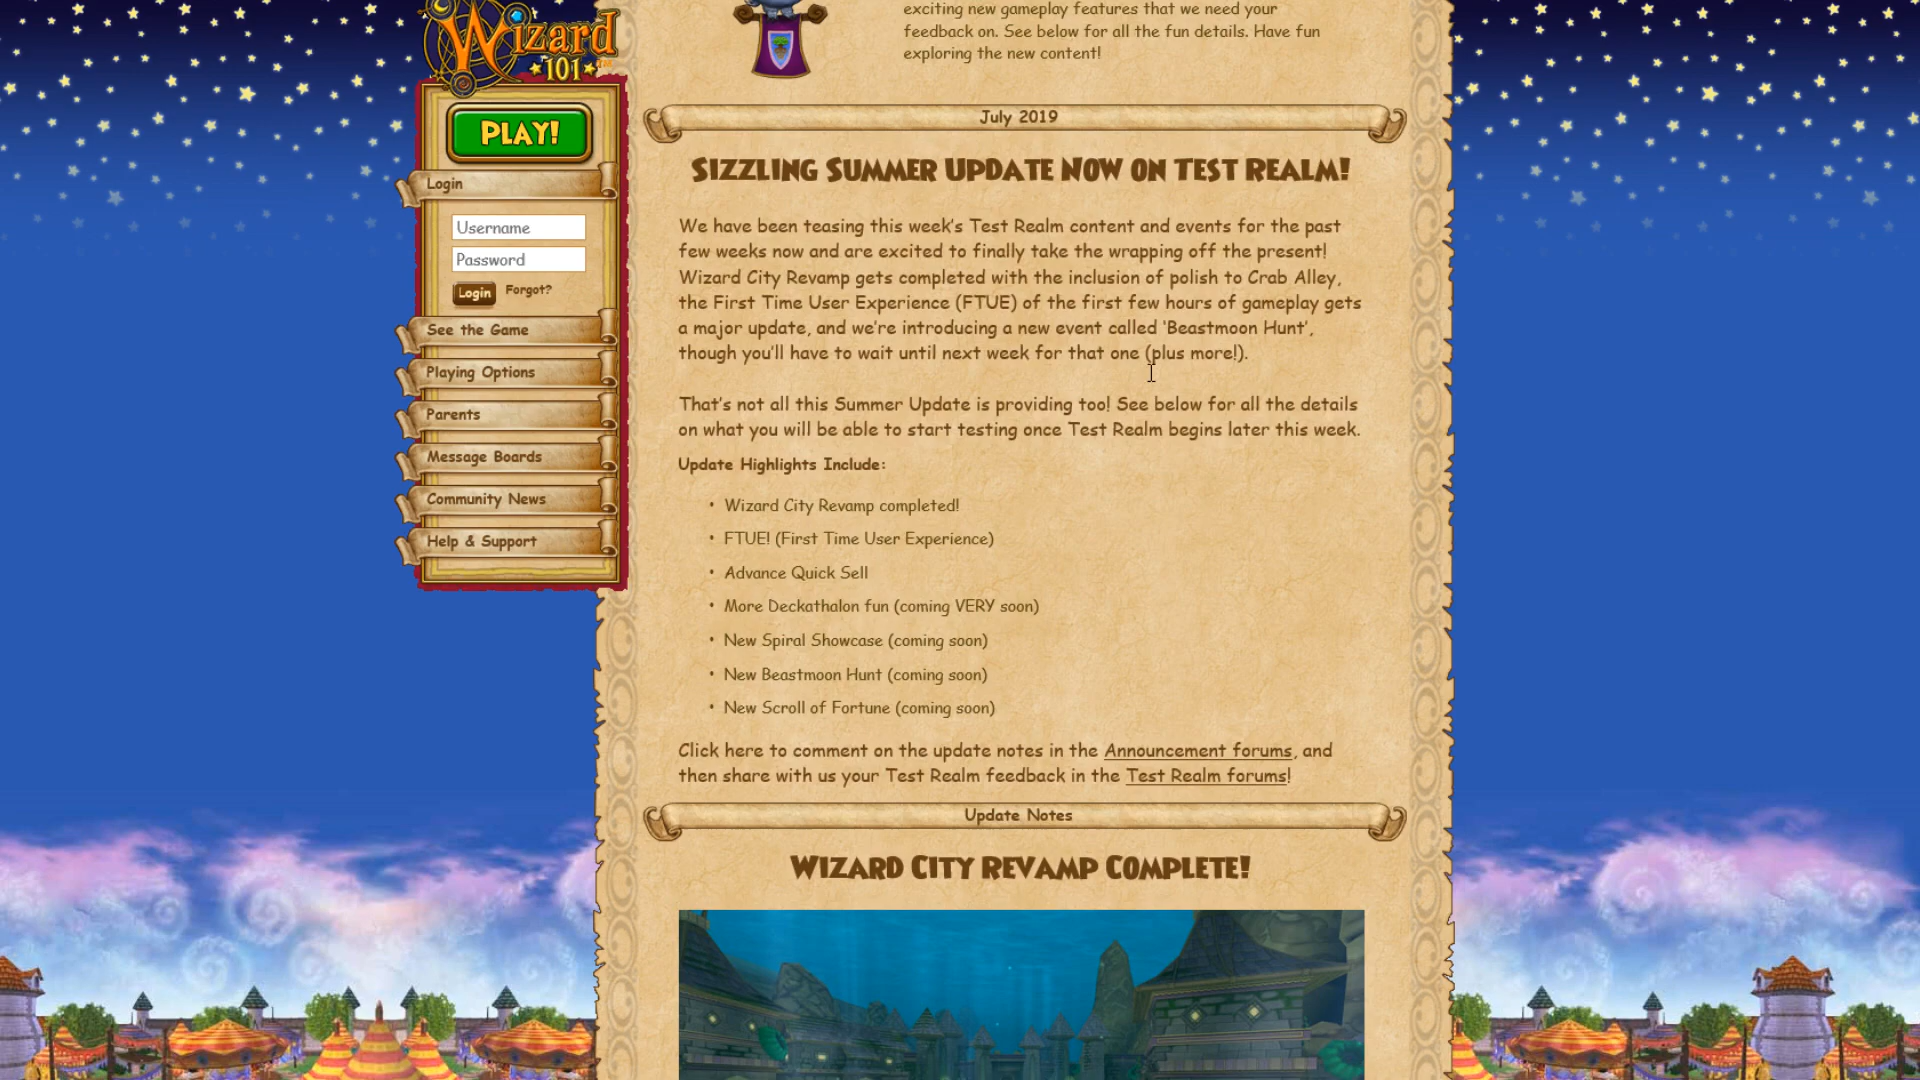 Wizard
101
PLAY!
Login
Username
Password
Login Forgot?
See the Game
Playing Options
Parents
Message Boards
Community News
Help & Support
exciting new gameplay features that we need your
feedback on. See below for all the fun details. Have fun
exploring the new content!
July 2019
SIZZLING SUMMER UPDATE NOW ON TEST REALM!
We have been teasing this week's Test Realm content and events for the past
few weeks now and are excited to finally take the wrapping off the present!
Wizard City Revamp gets completed with the inclusion of polish to Crab Alley,
the First Time User Experience (FTUE) of the first few hours of gameplay gets
a major update, and we're introducing a new event called 'Beastmoon Hunt',
though you'll have to wait until next week for that one (plus more!).
That's not all this Summer Update is providing too! See below for all the details
on what you will be able to start testing once Test Realm begins later this week.
Update Highlights Include:
• Wizard City Revamp completed!
• FTUE! (First Time User Experience)
• Advance Quick Sell
• More Deckathalon fun (coming VERY soon)
• New Spiral Showcase (coming soon)
• New Beastmoon Hunt (coming soon)
• New Scroll of Fortune (coming soon)
Click here to comment on the update notes in the Announcement forums, and
then share with us your Test Realm feedback in the Test Realm forums!
Update Notes
WIZARD CITY REVAMP COMPLETE!